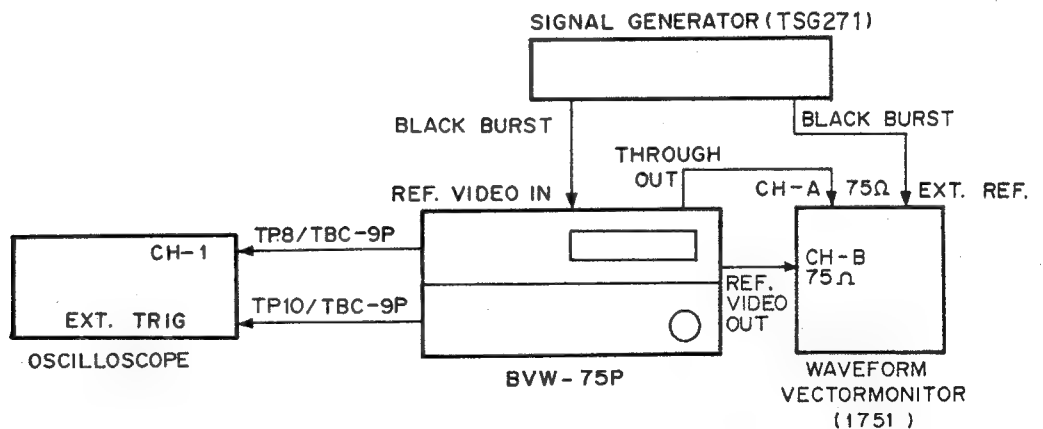 SIGNAL GENERATOR (TSG271)
BLACK BURST
BLACK BURST
THROUGH
OUT
REF. VIDEO IN
CH-A 75Ω
EXT. REF.
CH-1
TP8/TBC-9P
CH-B
75Ω
REF.
VIDEO
OUT
TP10/TBC-9P
EXT. TRIG
OSCILLOSCOPE
BVW-75P
WAVEFORM
VECTORMONITOR
(1751)